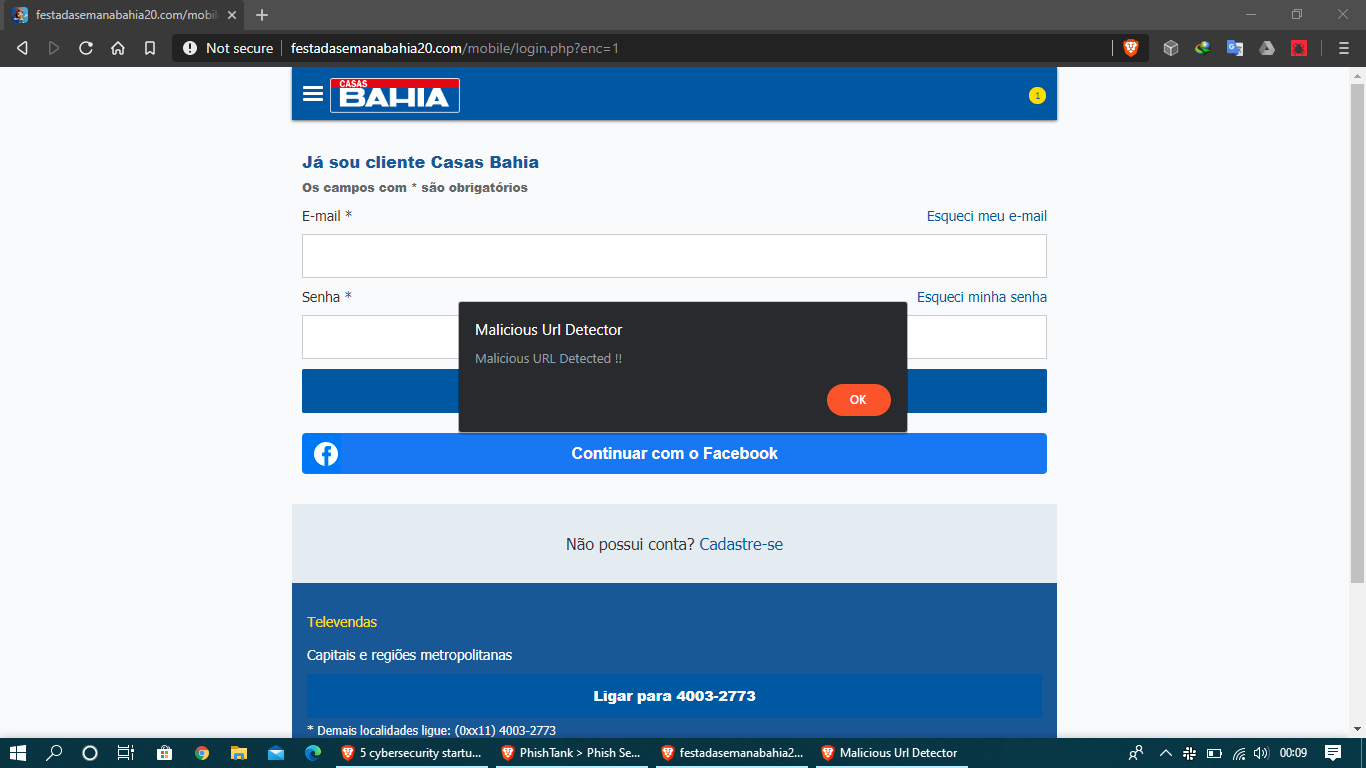 festadasemanabahia20.com/mobil
Not secure festadasemanabahia20.com/mobile/login.php?enc=1
CASAS
BAHIA
1
Já sou cliente Casas Bahia
Os campos com * são obrigatórios
E-mail * Esqueci meu e-mail
Senha * Esqueci minha senha
Malicious Url Detector
Malicious URL Detected !!
OK
Continuar com o Facebook
Não possui conta? Cadastre-se
Televendas
Capitais e regiões metropolitanas
Ligar para 4003-2773
* Demais localidades ligue: (0xx11) 4003-2773
5 cybersecurity startu... PhishTank > Phish Se... festadasemanabahia2... Malicious Url Detector 00:09